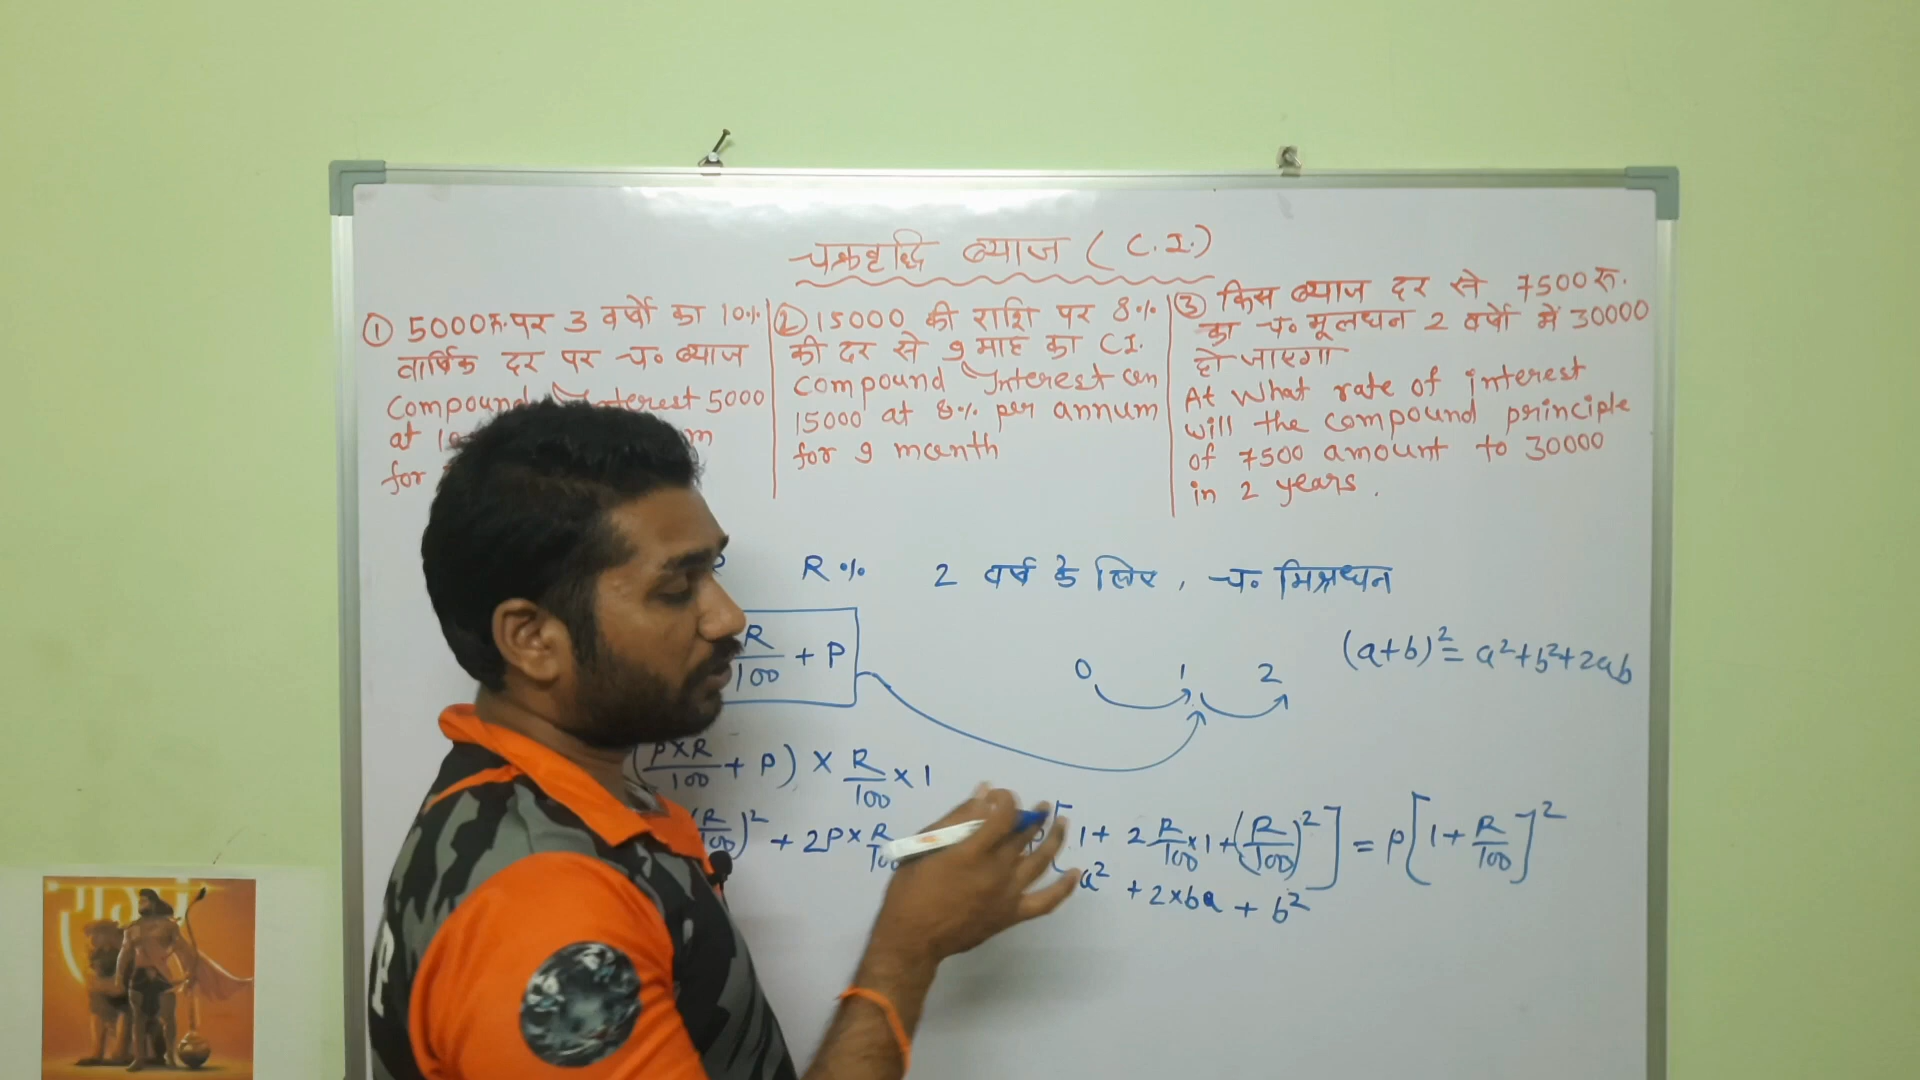 चक्रवृद्धि ब्याज ( C.I.)
① 5000रु. पर 3 वर्षो का 10%
वार्षिक दर पर च० ब्याज
Compound Interest 5000
at
for
② 15000 की राशि पर 8%
की दर से 9 माह का CI.
Compound Interest on
15000 at 8% per annum
for 9 month
③ किस ब्याज दर से 7500 रु.
का च० मूलधन 2 वर्षो में 30000
हो जाएगा
At What rate of interest
will the compound principle
of 7500 amount to 30000
in 2 years .
R % 2 वर्ष के लिए , च० मिश्रधन
R/100 + P
0 1 2
(a+b)² = a²+b²+2ab
(P×R/100 + P) × R/100 × 1
(R/100)² + 2P × R/100
[1 + 2 R/100 ×1 + (R/100)²] = P[1 + R/100]²
a² + 2×ba + b²